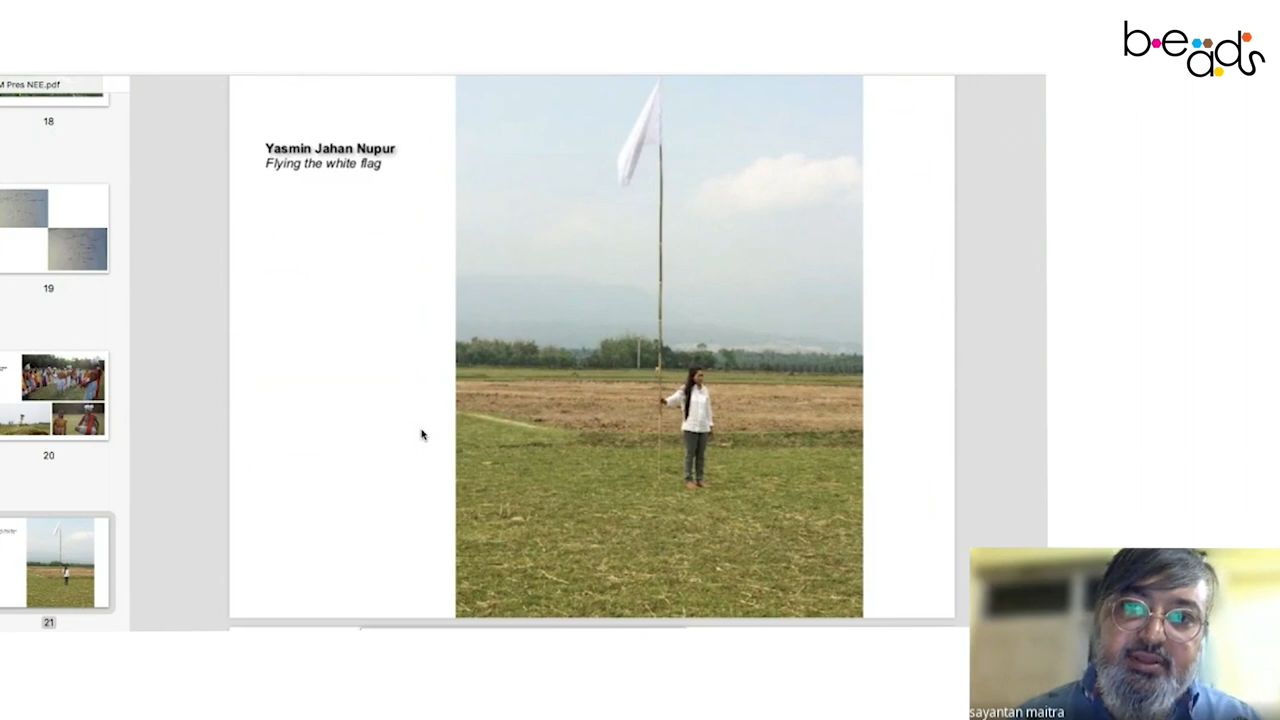 beads
M Pres NEE.pdf
18
19
20
21
Yasmin Jahan Nupur
Flying the white flag
sayantan maitra